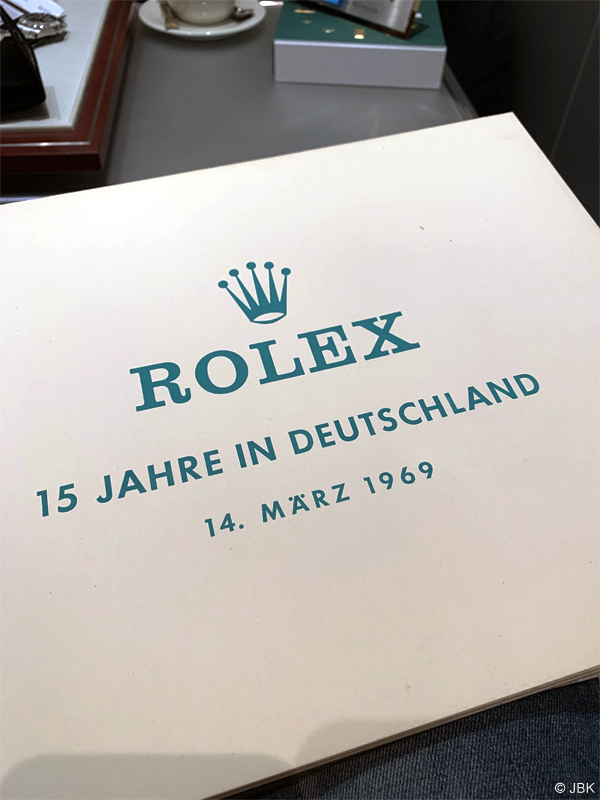 ROLEX
15 JAHRE IN DEUTSCHLAND
14. MÄRZ 1969
© JBK